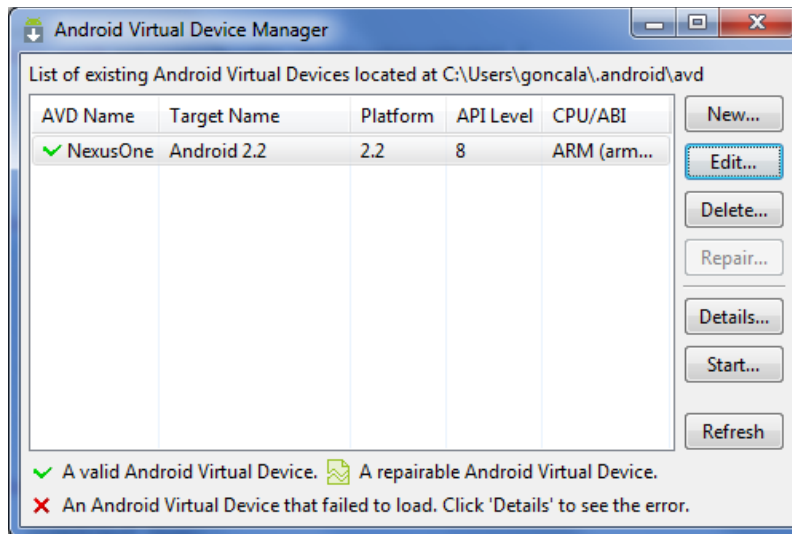 Android Virtual Device Manager
List of existing Android Virtual Devices located at C:\Users\goncala\.android\avd
AVD Name Target Name Platform API Level CPU/ABI
NexusOne Android 2.2 2.2 8 ARM (arm...
New...
Edit...
Delete...
Repair...
Details...
Start...
Refresh
A valid Android Virtual Device. A repairable Android Virtual Device.
An Android Virtual Device that failed to load. Click 'Details' to see the error.